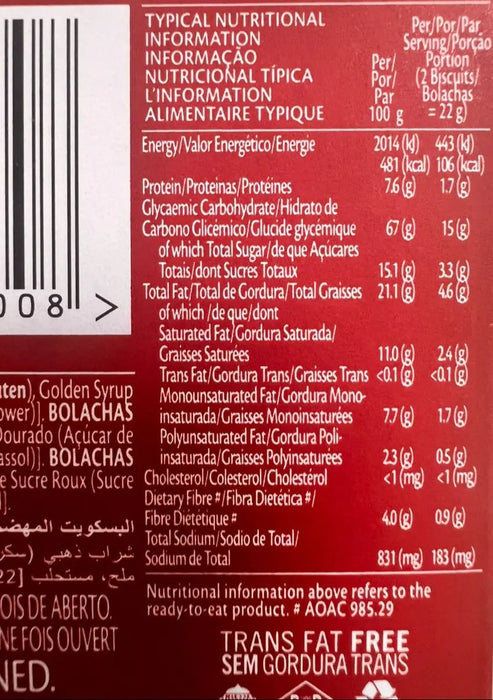 TYPICAL NUTRITIONAL
INFORMATION
INFORMAÇÃO
NUTRICIONAL TÍPICA
L'INFORMATION
ALIMENTAIRE TYPIQUE
Per/
Por/
Par
100 g
Per/Por/Par
Serving/Porção
Portion
(2 Biscuits/
Bolachas
= 22 g)
Energy/Valor Energético/Energie 2014 (kJ) 443 (kJ)
481 (kcal) 106 (kcal)
Protein/Proteinas/Protéines 7.6 (g) 1.7 (g)
Glycaemic Carbohydrate/Hidrato de
Carbono Glicémico/Glucide glycémique 67 (g) 15 (g)
of which Total Sugar/de que Açúcares
Totais/dont Sucres Totaux 15.1 (g) 3.3 (g)
Total Fat/Total de Gordura/Total Graisses 21.1 (g) 4.6 (g)
of which /de que/dont
Saturated Fat/Gordura Saturada/
Graisses Saturées 11.0 (g) 2.4 (g)
Trans Fat/Gordura Trans/Graisses Trans <0.1 (g) <0.1 (g)
Monounsaturated Fat/Gordura Mono-
insaturada/Graisses Monoinsaturées 7.7 (g) 1.7 (g)
Polyunsaturated Fat/Gordura Poli-
insaturada/Graisses Polyinsaturées 2.3 (g) 0.5 (g)
Cholesterol/Colesterol/Cholestérol <1 (mg) <1 (mg)
Dietary Fibre #/Fibra Dietética #/
Fibre Diététique # 4.0 (g) 0.9 (g)
Total Sodium/Sodio de Total/
Sodium de Total 831 (mg) 183 (mg)
Nutritional information above refers to the
ready-to-eat product. # AOAC 985.29
TRANS FAT FREE
SEM GORDURA TRANS
008 >
Golden Syrup
BOLACHAS
Dourado (Açúcar de
BOLACHAS
e Sucre Roux (Sucre
البسكويت
شراب ذهبي
ملح، مستحلب
OIS DE ABERTO.
NE FOIS OUVERT
NED.